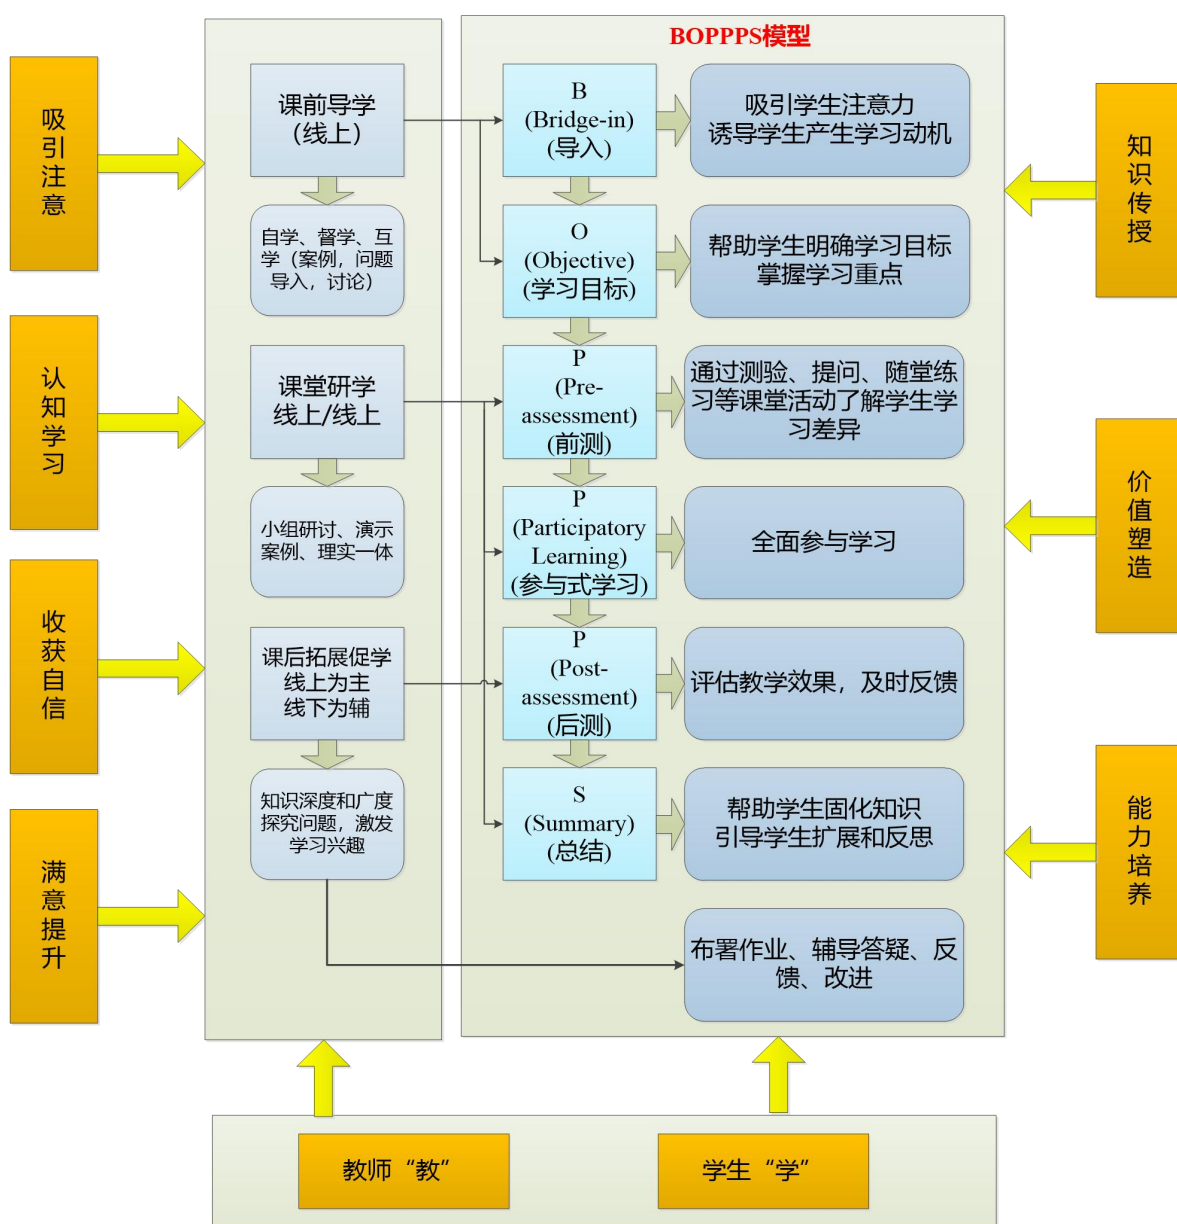 BOPPPS模型
吸
引
注
意
认
知
学
习
收
获
自
信
满
意
提
升
课前导学
（线上）
自学、督学、互
学（案例，问题
导入，讨论）
课堂研学
线上/线上
小组研讨、演示
案例、理实一体
课后拓展促学
线上为主
线下为辅
知识深度和广度
探究问题，激发
学习兴趣
B
(Bridge-in)
(导入)
吸引学生注意力
诱导学生产生学习动机
O
(Objective)
(学习目标)
帮助学生明确学习目标
掌握学习重点
P
(Pre-
assessment)
(前测)
通过测验、提问、随堂练
习等课堂活动了解学生学
习差异
P
(Participatory
Learning)
(参与式学习)
全面参与学习
P
(Post-
assessment)
(后测)
评估教学效果，及时反馈
S
(Summary)
(总结)
帮助学生固化知识
引导学生扩展和反思
布署作业、辅导答疑、反
馈、改进
知
识
传
授
价
值
塑
造
能
力
培
养
教师“教”
学生“学”